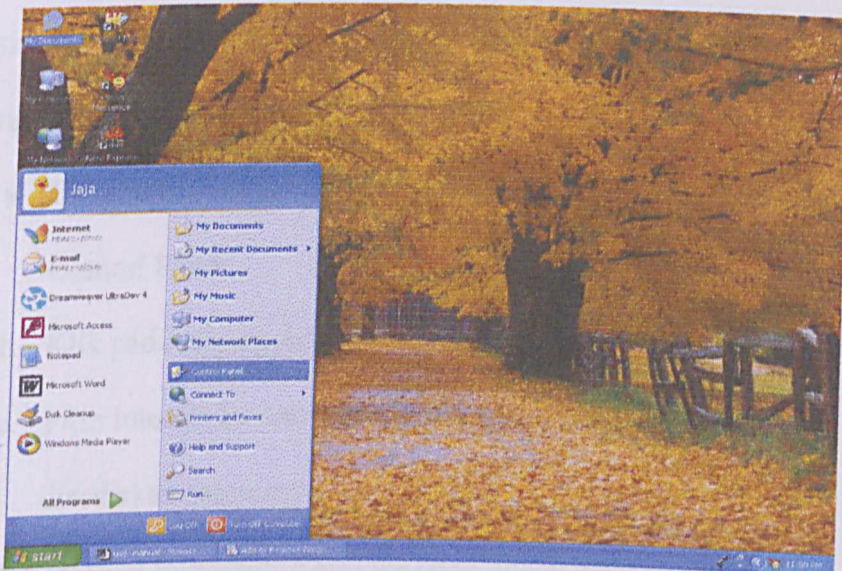 My Documents
Jaja
Internet
E-mail
Dreamweaver UltraDev 4
Microsoft Access
Notepad
Microsoft Word
Disk Cleanup
Windows Media Player
All Programs
My Documents
My Recent Documents
My Pictures
My Music
My Computer
My Network Places
Control Panel
Connect To
Printers and Faxes
Help and Support
Search
Run...
Log Off
Turn Off Computer
start